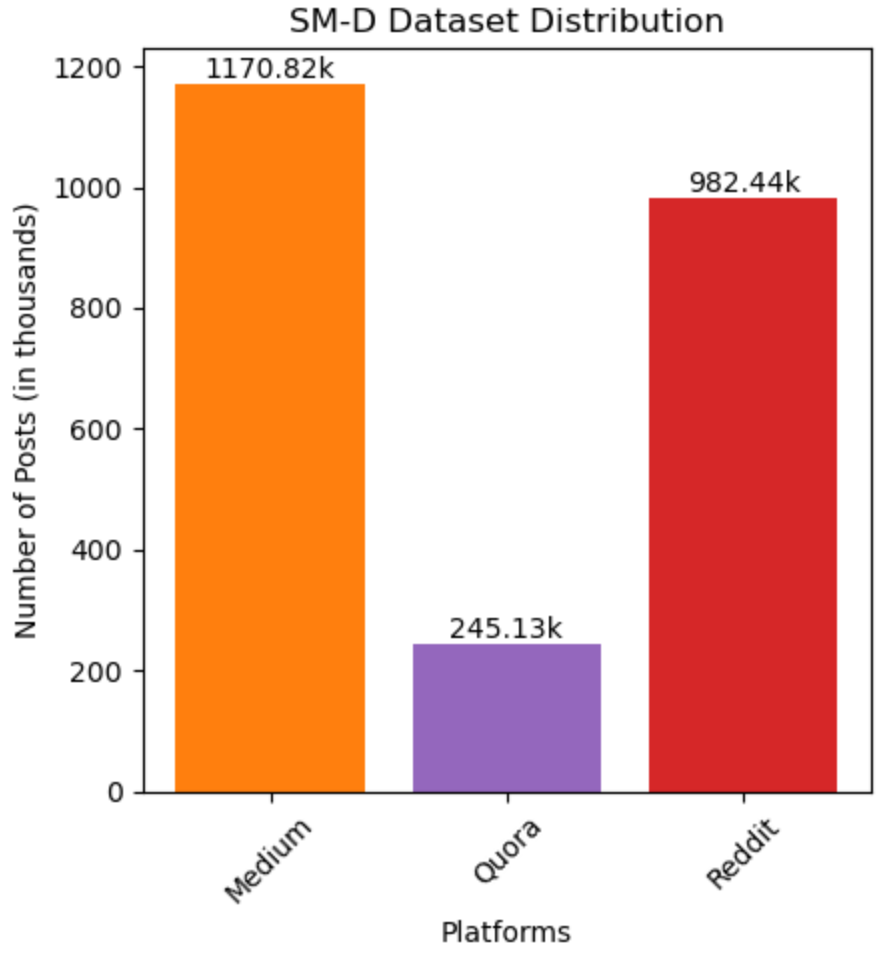 SM-D Dataset Distribution
Number of Posts (in thousands)
1200
1000
800
600
400
200
0
1170.82k
245.13k
982.44k
Medium
Quora
Reddit
Platforms